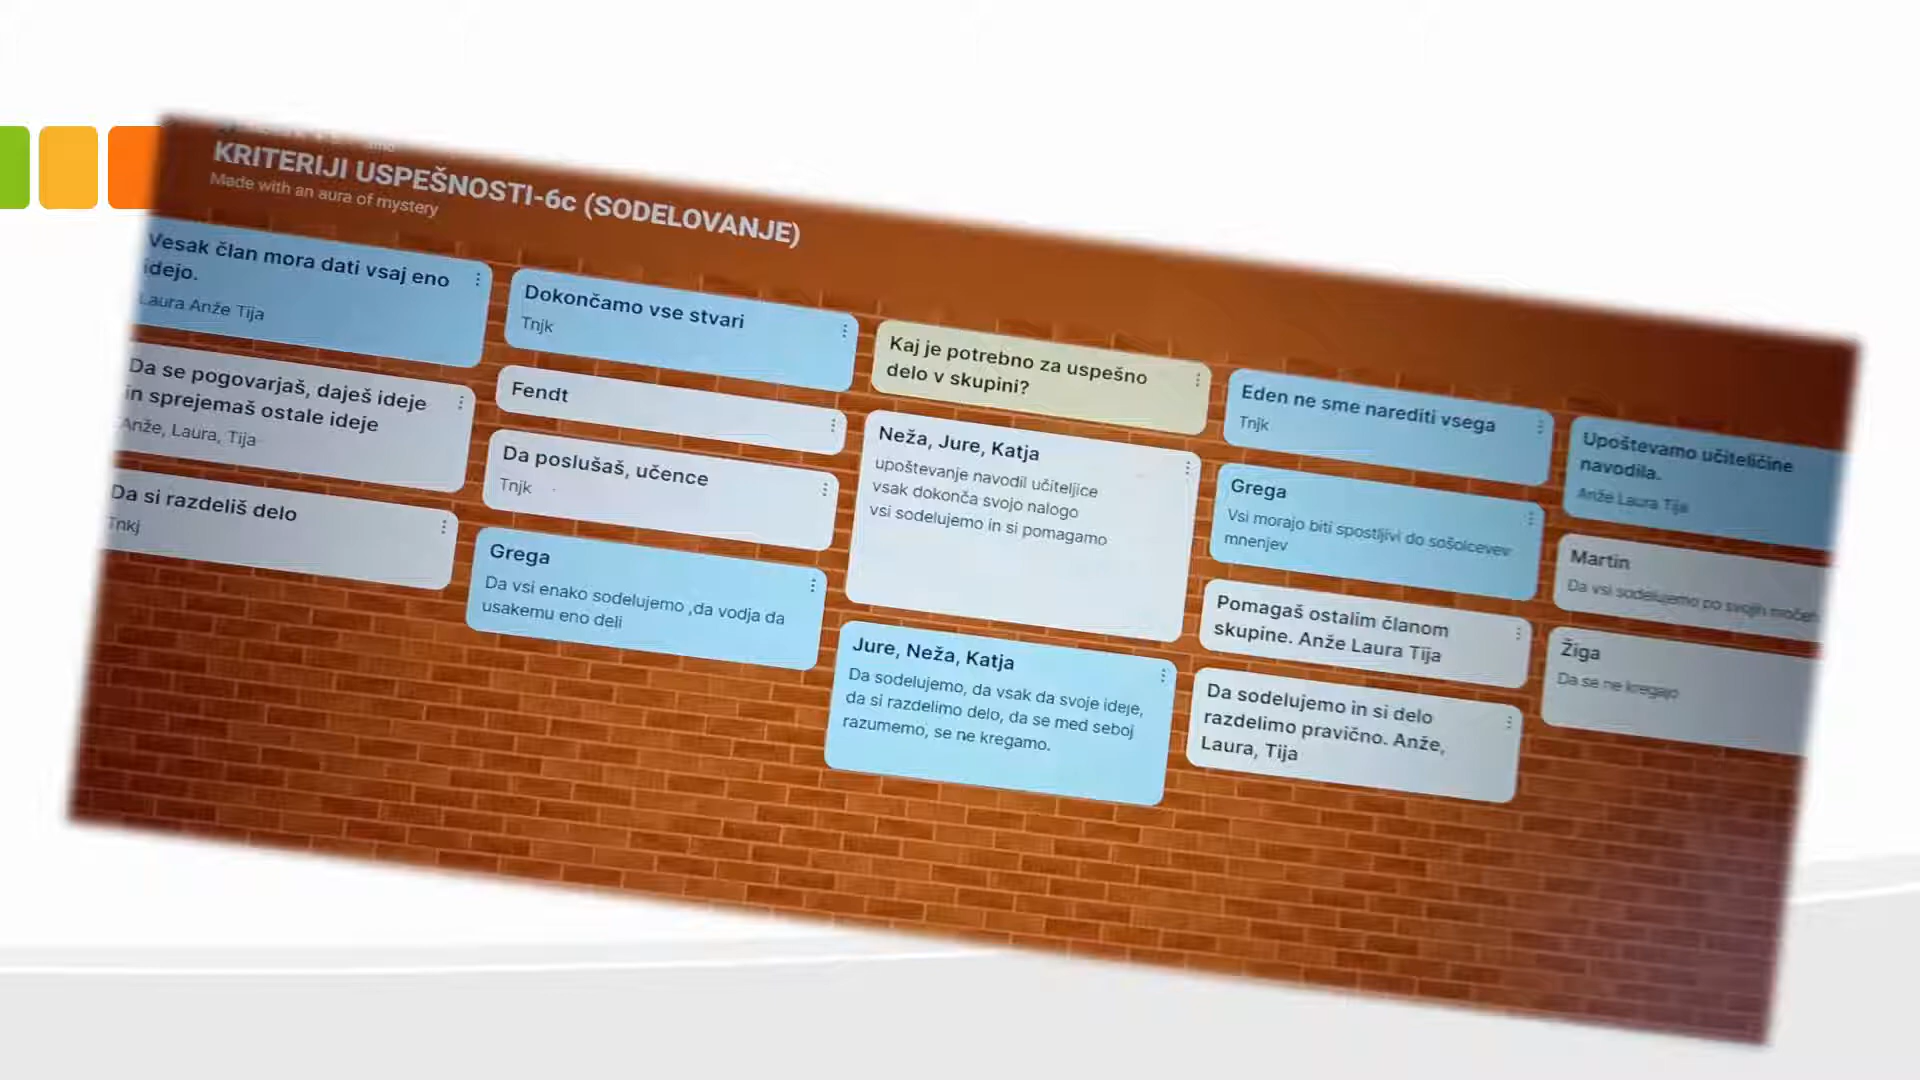 KRITERIJI USPEŠNOSTI-6c (SODELOVANJE)
Made with an aura of mystery
Vesak član mora dati vsaj eno
idejo.
Laura Anže Tija
Da se pogovarjaš, daješ ideje
in sprejemaš ostale ideje
Anže, Laura, Tija
Da si razdeliš delo
Tnkj
Dokončamo vse stvari
Tnjk
Fendt
Da poslušaš, učence
Tnjk
Grega
Da vsi enako sodelujemo ,da vodja da
usakemu eno deli
Kaj je potrebno za uspešno
delo v skupini?
Neža, Jure, Katja
upoštevanje navodil učiteljice
vsak dokonča svojo nalogo
vsi sodelujemo in si pomagamo
Jure, Neža, Katja
Da sodelujemo, da vsak da svoje ideje,
da si razdelimo delo, da se med seboj
razumemo, se ne kregamo.
Eden ne sme narediti vsega
Tnjk
Grega
Vsi morajo biti spostljivi do sošolcevev
mnenjev
Pomagaš ostalim članom
skupine. Anže Laura Tija
Da sodelujemo in si delo
razdelimo pravično. Anže,
Laura, Tija
Upoštevamo učiteličine
navodila.
Anže Laura Tija
Martin
Da vsi sodelujemo po svojih močeh
Žiga
Da se ne kregajo